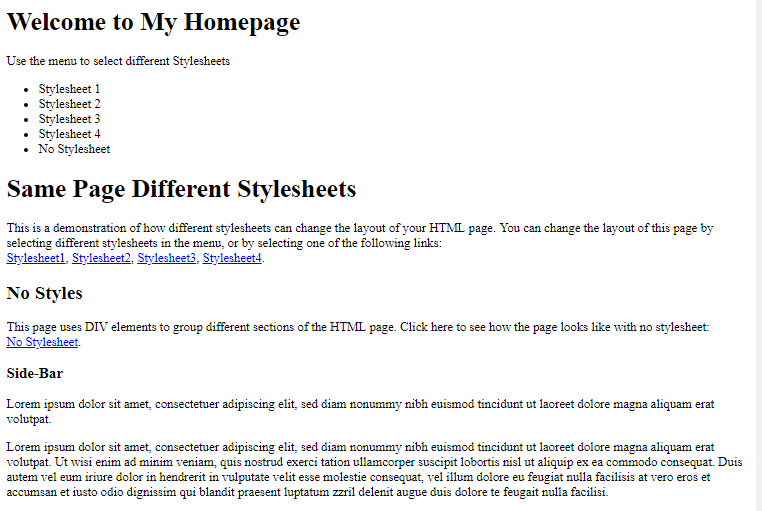 Welcome to My Homepage
Use the menu to select different Stylesheets
Stylesheet 1
Stylesheet 2
Stylesheet 3
Stylesheet 4
No Stylesheet
Same Page Different Stylesheets
This is a demonstration of how different stylesheets can change the layout of your HTML page. You can change the layout of this page by
selecting different stylesheets in the menu, or by selecting one of the following links:
Stylesheet1, Stylesheet2, Stylesheet3, Stylesheet4.
No Styles
This page uses DIV elements to group different sections of the HTML page. Click here to see how the page looks like with no stylesheet:
No Stylesheet.
Side-Bar
Lorem ipsum dolor sit amet, consectetuer adipiscing elit, sed diam nonummy nibh euismod tincidunt ut laoreet dolore magna aliquam erat
volutpat.
Lorem ipsum dolor sit amet, consectetuer adipiscing elit, sed diam nonummy nibh euismod tincidunt ut laoreet dolore magna aliquam erat
volutpat. Ut wisi enim ad minim veniam, quis nostrud exerci tation ullamcorper suscipit lobortis nisl ut aliquip ex ea commodo consequat. Duis
autem vel eum iriure dolor in hendrerit in vulputate velit esse molestie consequat, vel illum dolore eu feugiat nulla facilisis at vero eros et
accumsan et iusto odio dignissim qui blandit praesent luptatum zzril delenit augue duis dolore te feugait nulla facilisi.